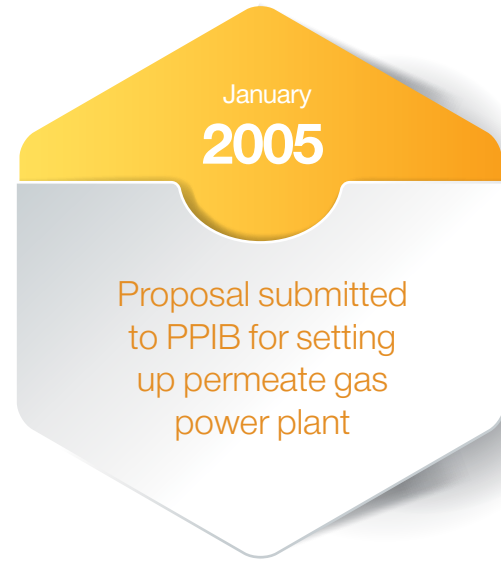 January
2005
Proposal submitted
to PPIB for setting
up permeate gas
power plant